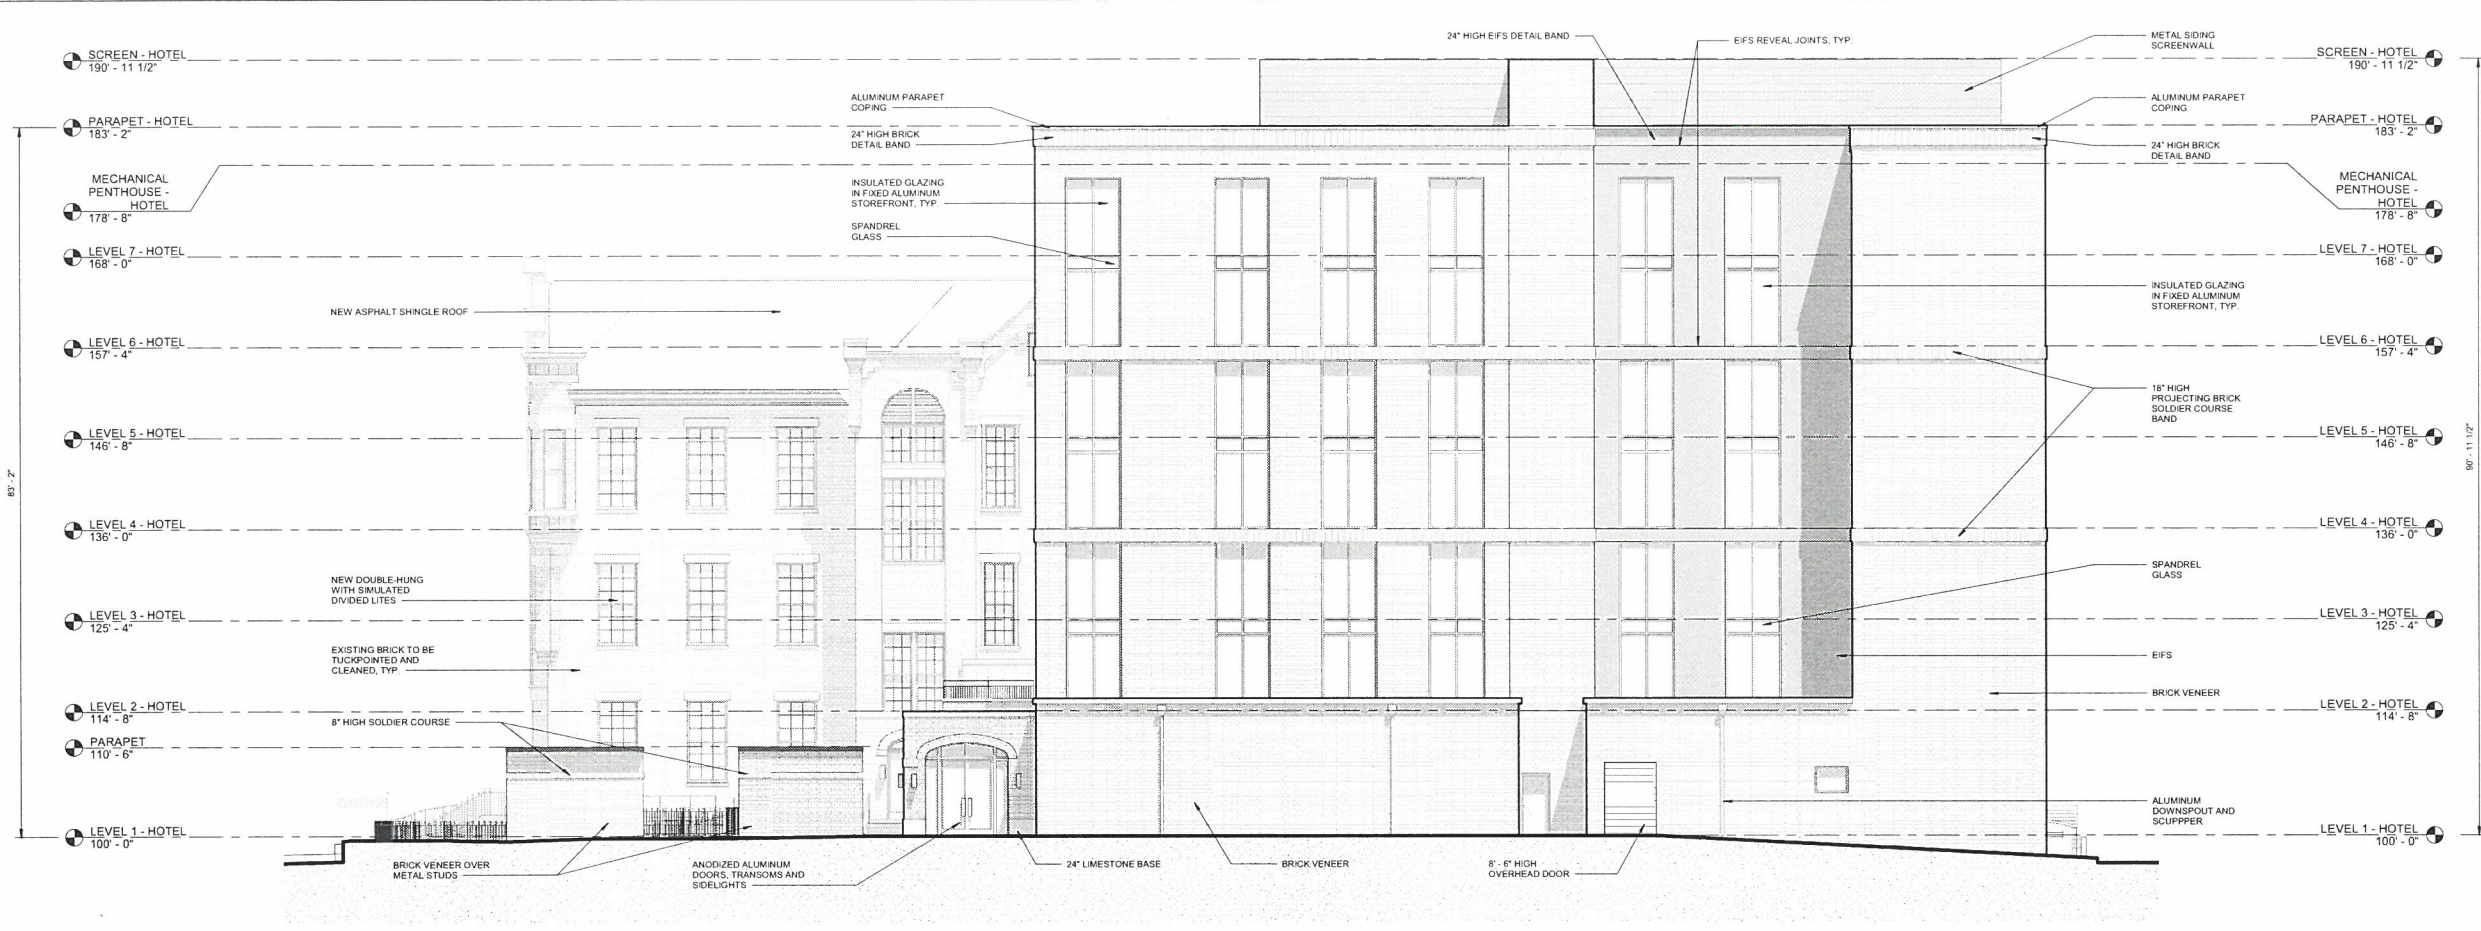 SCREEN - HOTEL
190' - 11 1/2"
PARAPET - HOTEL
183' - 2"
MECHANICAL
PENTHOUSE -
HOTEL
178' - 8"
LEVEL 7 - HOTEL
168' - 0"
LEVEL 6 - HOTEL
157' - 4"
LEVEL 5 - HOTEL
146' - 8"
LEVEL 4 - HOTEL
136' - 0"
LEVEL 3 - HOTEL
125' - 4"
LEVEL 2 - HOTEL
114' - 8"
PARAPET
110' - 6"
LEVEL 1 - HOTEL
100' - 0"
83' - 2"
NEW ASPHALT SHINGLE ROOF
NEW DOUBLE-HUNG
WITH SIMULATED
DIVIDED LITES
EXISTING BRICK TO BE
TUCKPOINTED AND
CLEANED, TYP.
8" HIGH SOLDIER COURSE
BRICK VENEER OVER
METAL STUDS
ANODIZED ALUMINUM
DOORS, TRANSOMS AND
SIDELIGHTS
24" LIMESTONE BASE
BRICK VENEER
8' - 6" HIGH
OVERHEAD DOOR
ALUMINUM PARAPET
COPING
24" HIGH BRICK
DETAIL BAND
INSULATED GLAZING
IN FIXED ALUMINUM
STOREFRONT, TYP.
SPANDREL
GLASS
24" HIGH EIFS DETAIL BAND
EIFS REVEAL JOINTS, TYP.
METAL SIDING
SCREENWALL
ALUMINUM PARAPET
COPING
24" HIGH BRICK
DETAIL BAND
INSULATED GLAZING
IN FIXED ALUMINUM
STOREFRONT, TYP.
18" HIGH
PROJECTING BRICK
SOLDIER COURSE
BAND
SPANDREL
GLASS
EIFS
BRICK VENEER
ALUMINUM
DOWNSPOUT AND
SCUPPPER
SCREEN - HOTEL
190' - 11 1/2"
PARAPET - HOTEL
183' - 2"
MECHANICAL
PENTHOUSE -
HOTEL
178' - 8"
LEVEL 7 - HOTEL
168' - 0"
LEVEL 6 - HOTEL
157' - 4"
LEVEL 5 - HOTEL
146' - 8"
LEVEL 4 - HOTEL
136' - 0"
LEVEL 3 - HOTEL
125' - 4"
LEVEL 2 - HOTEL
114' - 8"
LEVEL 1 - HOTEL
100' - 0"
90' - 11 1/2"